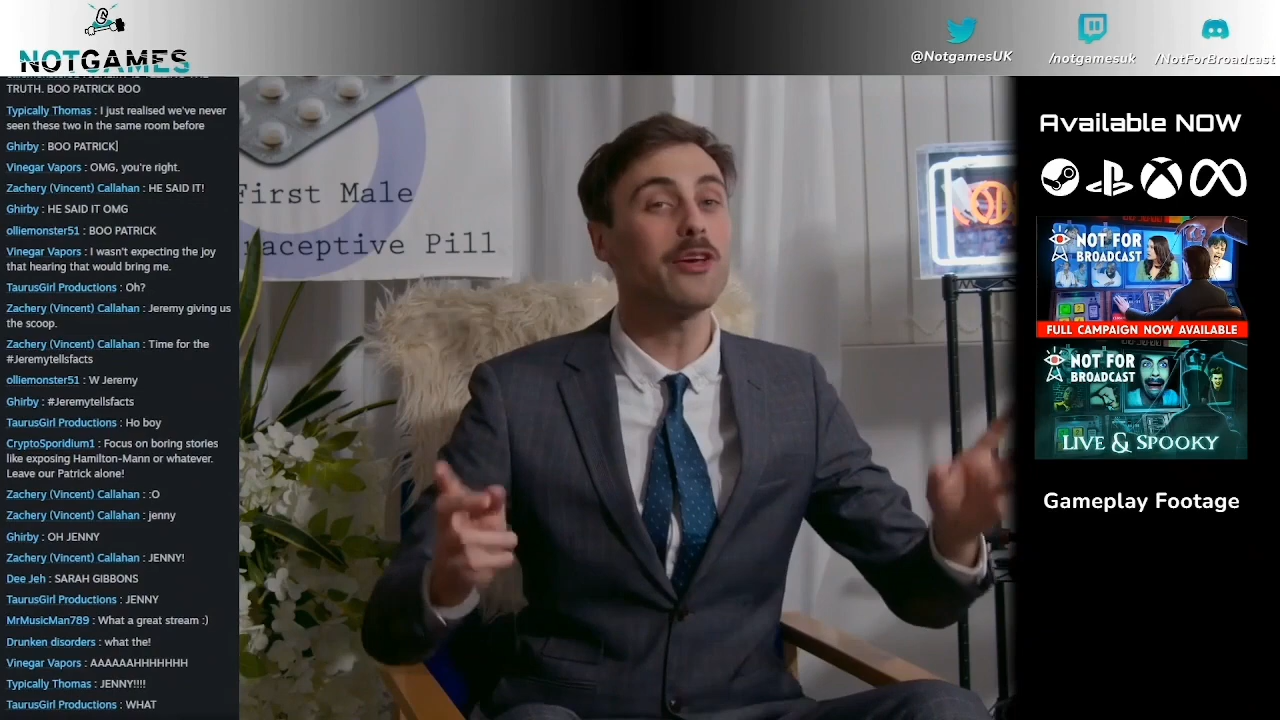 NOTGAMES
@NotgamesUK
/notgamesuk
/NotForBroadcast
TRUTH. BOO PATRICK BOO
Typically Thomas : I just realised we've never
seen these two in the same room before
Ghirby : BOO PATRICK]
Vinegar Vapors : OMG, you're right.
Zachery (Vincent) Callahan : HE SAID IT!
Ghirby : HE SAID IT OMG
olliemonster51 : BOO PATRICK
Vinegar Vapors : I wasn't expecting the joy
that hearing that would bring me.
TaurusGirl Productions : Oh?
Zachery (Vincent) Callahan : Jeremy giving us
the scoop.
Zachery (Vincent) Callahan : Time for the
#Jeremytellsfacts
olliemonster51 : W Jeremy
Ghirby : #Jeremytellsfacts
TaurusGirl Productions : Ho boy
CryptoSporidium1 : Focus on boring stories
like exposing Hamilton-Mann or whatever.
Leave our Patrick alone!
Zachery (Vincent) Callahan : :O
Zachery (Vincent) Callahan : jenny
Ghirby : OH JENNY
Zachery (Vincent) Callahan : JENNY!
Dee Jeh : SARAH GIBBONS
TaurusGirl Productions : JENNY
MrMusicMan789 : What a great stream :)
Drunken disorders : what the!
Vinegar Vapors : AAAAAAHHHHHHH
Typically Thomas : JENNY!!!!
TaurusGirl Productions : WHAT
First Male
raceptive Pill
Available NOW
NOT FOR
BROADCAST
FULL CAMPAIGN NOW AVAILABLE
NOT FOR
BROADCAST
LIVE & SPOOKY
Gameplay Footage